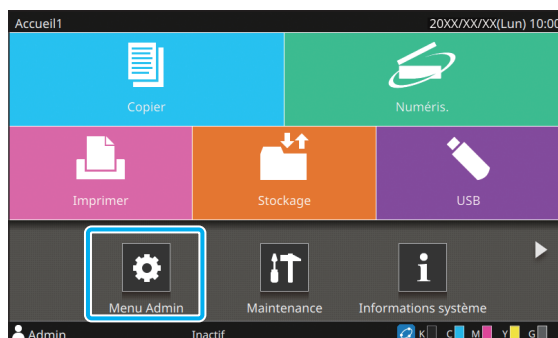 Accueil1 20XX/XX/XX(Lun) 10:00
Copier Numéris.
Imprimer Stockage USB
Menu Admin Maintenance Informations système
Admin Inactif K C M Y G